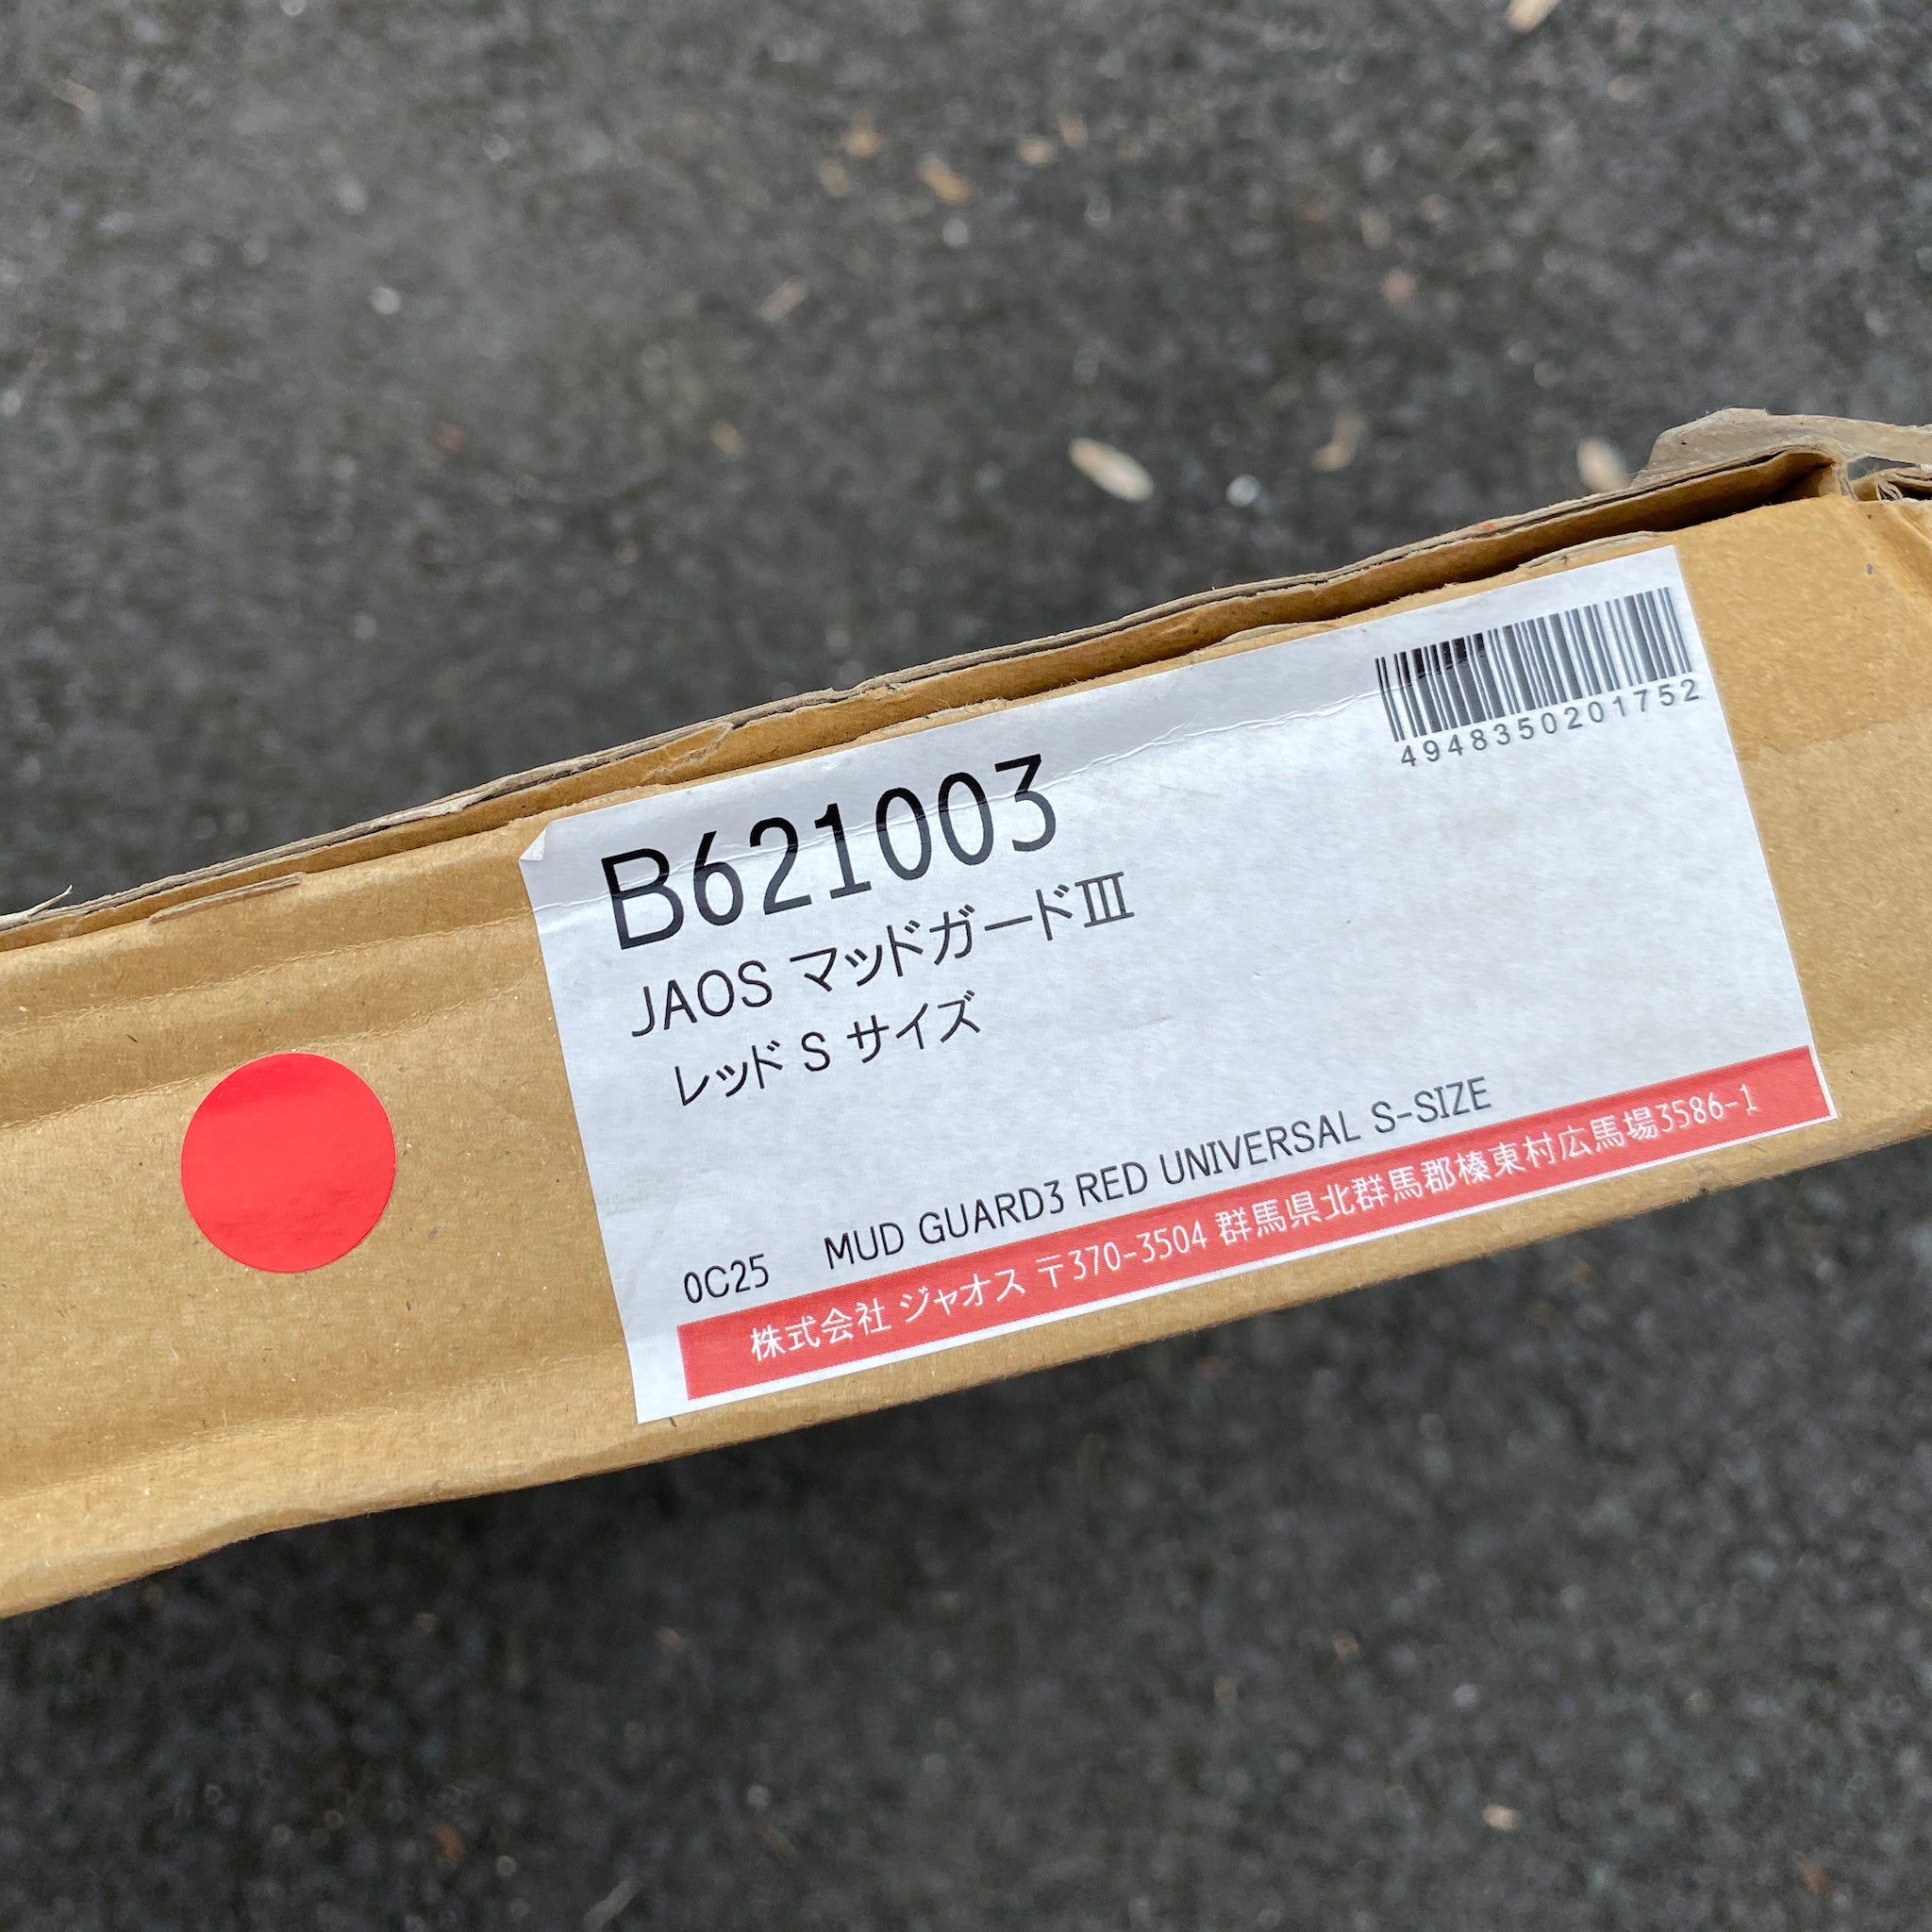 4948350201752
B621003
JAOS マッドガードIII
レッド S サイズ
0C25 MUD GUARD3 RED UNIVERSAL S-SIZE
株式会社 ジャオス 〒370-3504 群馬県北群馬郡榛東村広馬場3586-1